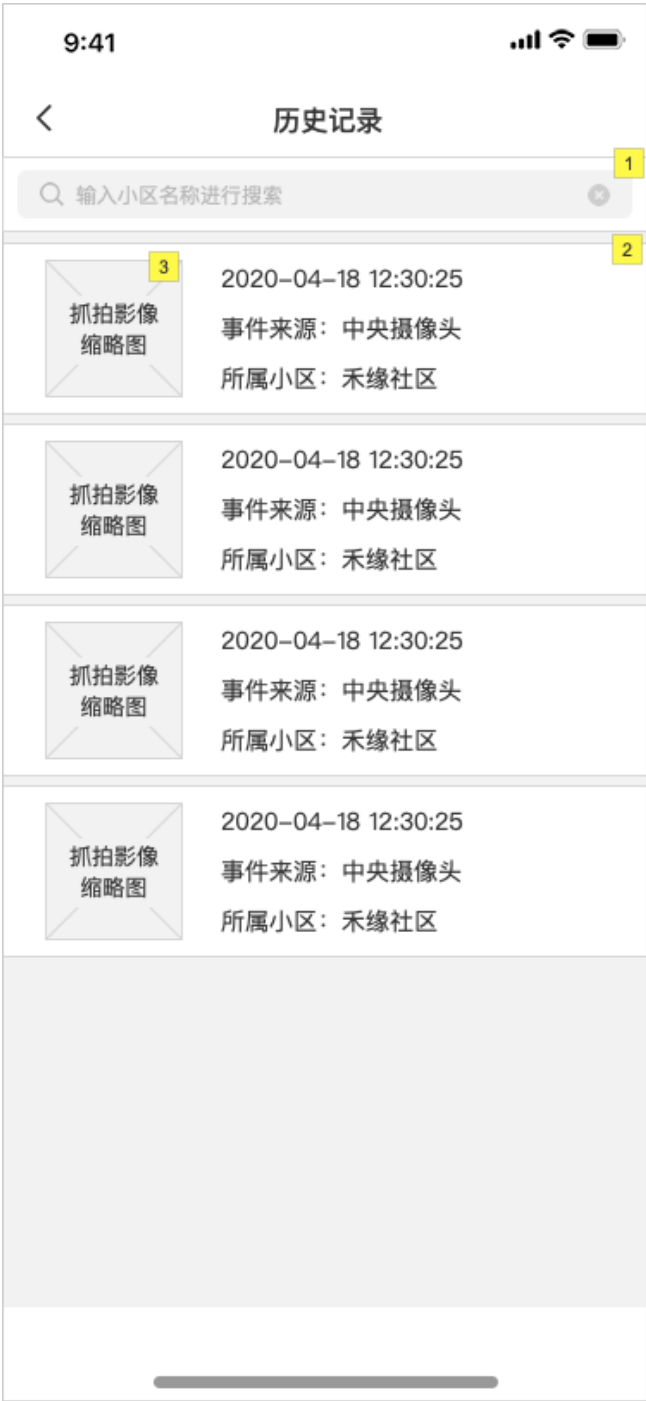 9:41
历史记录
1
输入小区名称进行搜索
2
3
抓拍影像
缩略图
2020-04-18 12:30:25
事件来源：中央摄像头
所属小区：禾缘社区
抓拍影像
缩略图
2020-04-18 12:30:25
事件来源：中央摄像头
所属小区：禾缘社区
抓拍影像
缩略图
2020-04-18 12:30:25
事件来源：中央摄像头
所属小区：禾缘社区
抓拍影像
缩略图
2020-04-18 12:30:25
事件来源：中央摄像头
所属小区：禾缘社区